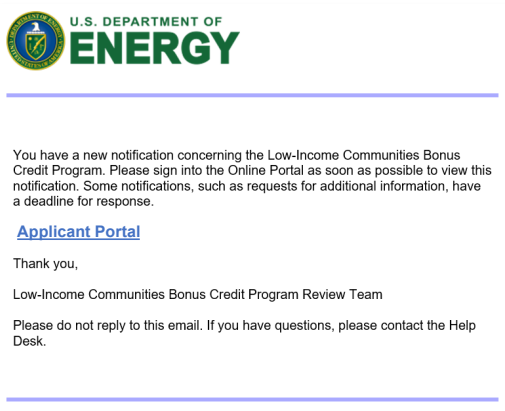 U.S. DEPARTMENT OF
ENERGY
You have a new notification concerning the Low-Income Communities Bonus
Credit Program. Please sign into the Online Portal as soon as possible to view this
notification. Some notifications, such as requests for additional information, have
a deadline for response.
Applicant Portal
Thank you,
Low-Income Communities Bonus Credit Program Review Team
Please do not reply to this email. If you have questions, please contact the Help
Desk.